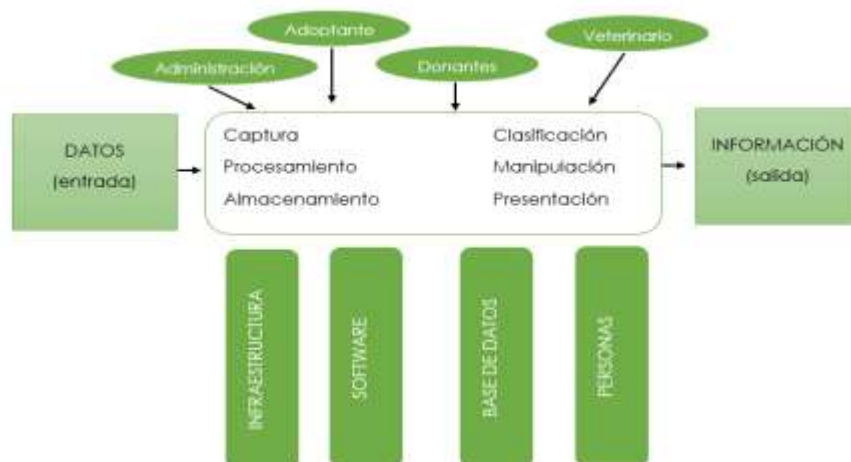 Adoptante
Veterinario
Administración
Donantes
DATOS
(entrada)
Captura
Procesamiento
Almacenamiento
Clasificación
Manipulación
Presentación
INFORMACIÓN
(salida)
INFRAESTRUCTURA
SOFTWARE
BASE DE DATOS
PERSONAS